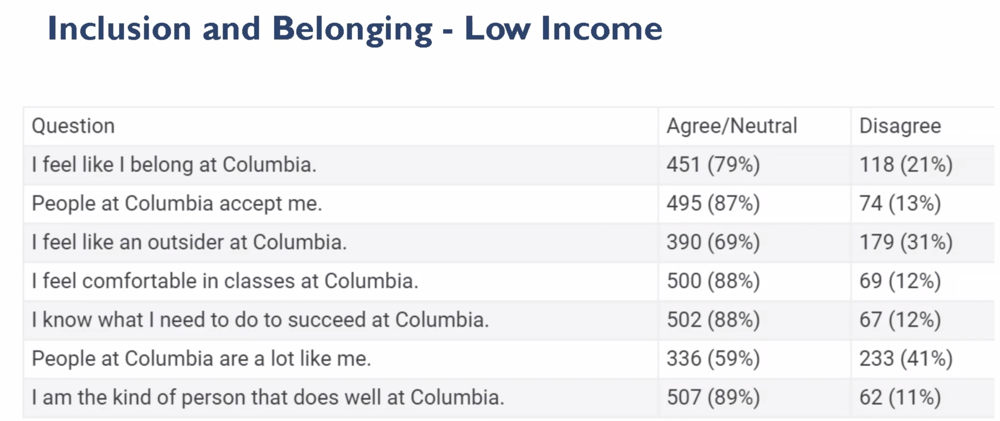 Inclusion and Belonging - Low Income
Question Agree/Neutral Disagree
I feel like I belong at Columbia. 451 (79%) 118 (21%)
People at Columbia accept me. 495 (87%) 74 (13%)
I feel like an outsider at Columbia. 390 (69%) 179 (31%)
I feel comfortable in classes at Columbia. 500 (88%) 69 (12%)
I know what I need to do to succeed at Columbia. 502 (88%) 67 (12%)
People at Columbia are a lot like me. 336 (59%) 233 (41%)
I am the kind of person that does well at Columbia. 507 (89%) 62 (11%)